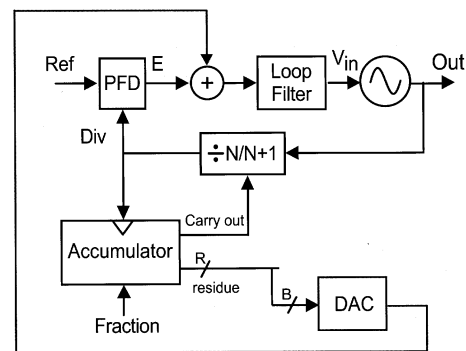 Ref
PFD
E
+
Loop
Filter
Vin
Out
Div
÷N/N+1
Carry out
Accumulator
R
residue
B
DAC
Fraction